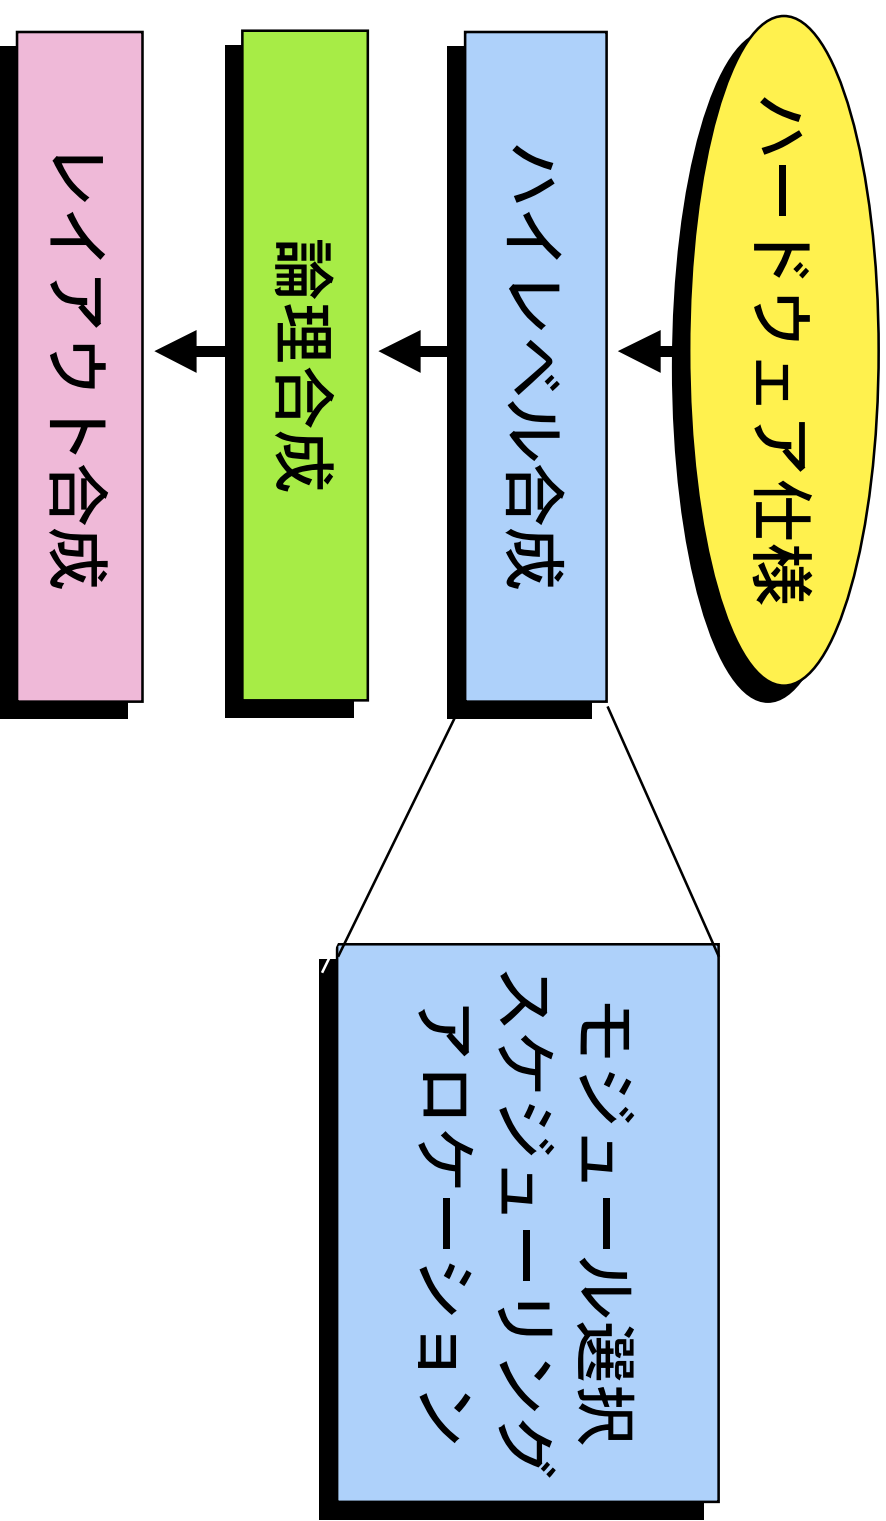 ハードウェア仕様
ハイレベル合成
論理合成
レイアウト合成
モジュール選択
スケジューリング
アロケーション